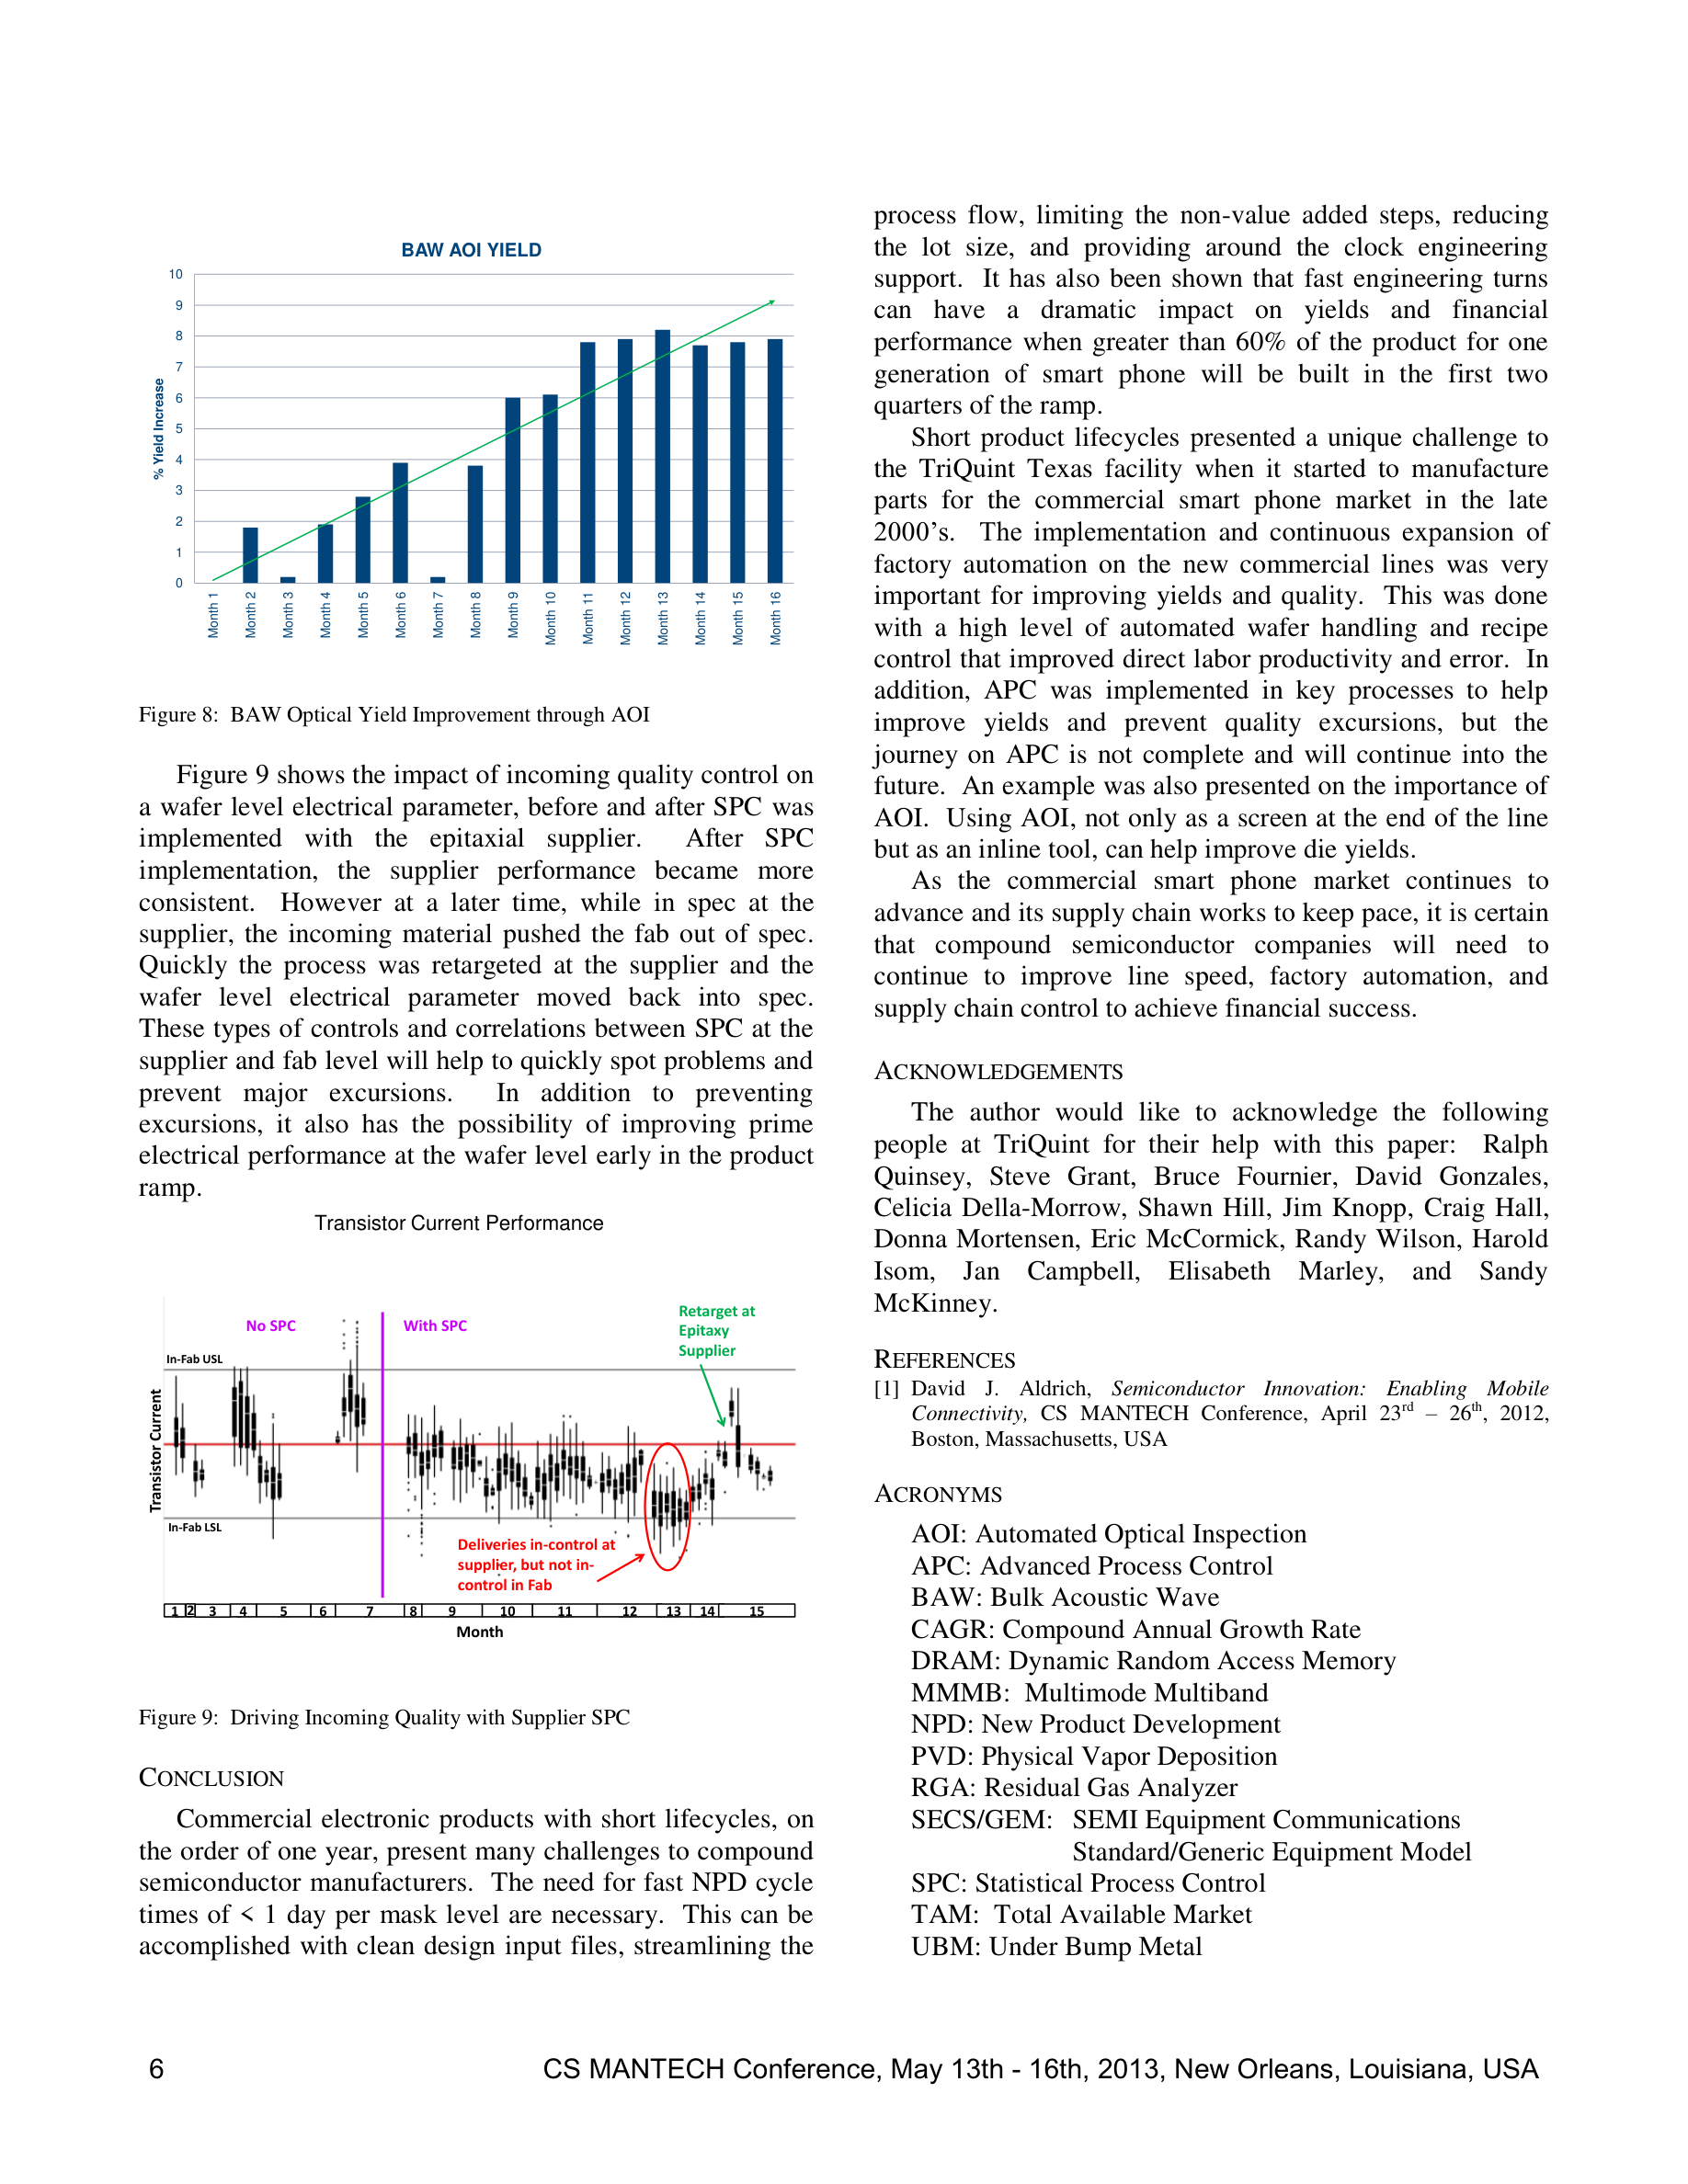 BAW AOI YIELD
10
9
8
7
6
5
4
3
2
1
0
% Yield Increase
Month 1
Month 2
Month 3
Month 4
Month 5
Month 6
Month 7
Month 8
Month 9
Month 10
Month 11
Month 12
Month 13
Month 14
Month 15
Month 16
Figure 8:  BAW Optical Yield Improvement through AOI
Figure 9 shows the impact of incoming quality control on
a wafer level electrical parameter, before and after SPC was
implemented with the epitaxial supplier.  After SPC
implementation, the supplier performance became more
consistent.  However at a later time, while in spec at the
supplier, the incoming material pushed the fab out of spec.
Quickly the process was retargeted at the supplier and the
wafer level electrical parameter moved back into spec.
These types of controls and correlations between SPC at the
supplier and fab level will help to quickly spot problems and
prevent major excursions.  In addition to preventing
excursions, it also has the possibility of improving prime
electrical performance at the wafer level early in the product
ramp.
Transistor Current Performance
No SPC
With SPC
Retarget at
Epitaxy
Supplier
In-Fab USL
Transistor Current
In-Fab LSL
Deliveries in-control at
supplier, but not in-
control in Fab
1 2 3 4 5 6 7 8 9 10 11 12 13 14 15
Month
Figure 9:  Driving Incoming Quality with Supplier SPC
CONCLUSION
Commercial electronic products with short lifecycles, on
the order of one year, present many challenges to compound
semiconductor manufacturers.  The need for fast NPD cycle
times of < 1 day per mask level are necessary.  This can be
accomplished with clean design input files, streamlining the
process flow, limiting the non-value added steps, reducing
the lot size, and providing around the clock engineering
support.  It has also been shown that fast engineering turns
can have a dramatic impact on yields and financial
performance when greater than 60% of the product for one
generation of smart phone will be built in the first two
quarters of the ramp.
Short product lifecycles presented a unique challenge to
the TriQuint Texas facility when it started to manufacture
parts for the commercial smart phone market in the late
2000's.  The implementation and continuous expansion of
factory automation on the new commercial lines was very
important for improving yields and quality.  This was done
with a high level of automated wafer handling and recipe
control that improved direct labor productivity and error.  In
addition, APC was implemented in key processes to help
improve yields and prevent quality excursions, but the
journey on APC is not complete and will continue into the
future.  An example was also presented on the importance of
AOI.  Using AOI, not only as a screen at the end of the line
but as an inline tool, can help improve die yields.
As the commercial smart phone market continues to
advance and its supply chain works to keep pace, it is certain
that compound semiconductor companies will need to
continue to improve line speed, factory automation, and
supply chain control to achieve financial success.
ACKNOWLEDGEMENTS
The author would like to acknowledge the following
people at TriQuint for their help with this paper:  Ralph
Quinsey, Steve Grant, Bruce Fournier, David Gonzales,
Celicia Della-Morrow, Shawn Hill, Jim Knopp, Craig Hall,
Donna Mortensen, Eric McCormick, Randy Wilson, Harold
Isom, Jan Campbell, Elisabeth Marley, and Sandy
McKinney.
REFERENCES
[1] David J. Aldrich, Semiconductor Innovation: Enabling Mobile
Connectivity, CS MANTECH Conference, April 23rd – 26th, 2012,
Boston, Massachusetts, USA
ACRONYMS
AOI: Automated Optical Inspection
APC: Advanced Process Control
BAW: Bulk Acoustic Wave
CAGR: Compound Annual Growth Rate
DRAM: Dynamic Random Access Memory
MMMB:  Multimode Multiband
NPD: New Product Development
PVD: Physical Vapor Deposition
RGA: Residual Gas Analyzer
SECS/GEM:  SEMI Equipment Communications
Standard/Generic Equipment Model
SPC: Statistical Process Control
TAM:  Total Available Market
UBM: Under Bump Metal
6
CS MANTECH Conference, May 13th - 16th, 2013, New Orleans, Louisiana, USA